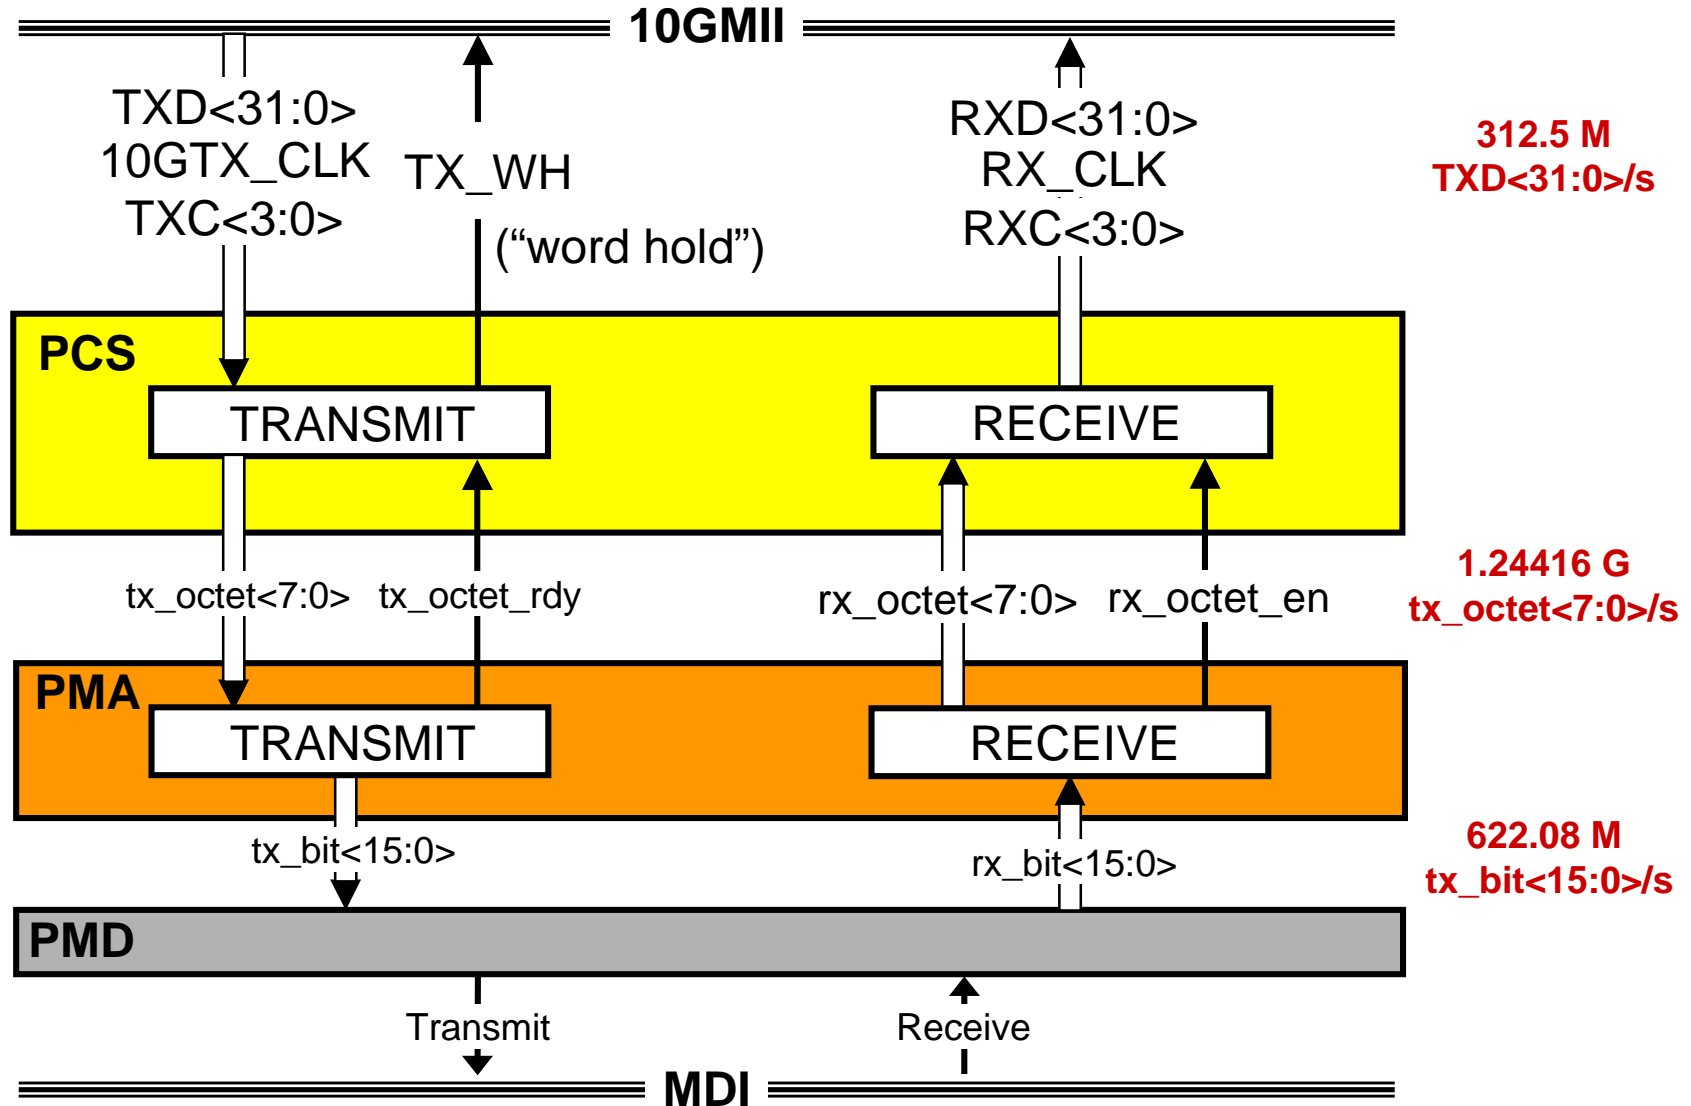 10GMII
TXD<31:0>
10GTX_CLK
TXC<3:0>
TX_WH
(“word hold”)
RXD<31:0>
RX_CLK
RXC<3:0>
312.5 M
TXD<31:0>/s
PCS
TRANSMIT
RECEIVE
tx_octet<7:0>
tx_octet_rdy
rx_octet<7:0>
rx_octet_en
1.24416 G
tx_octet<7:0>/s
PMA
TRANSMIT
RECEIVE
tx_bit<15:0>
rx_bit<15:0>
622.08 M
tx_bit<15:0>/s
PMD
Transmit
Receive
MDI